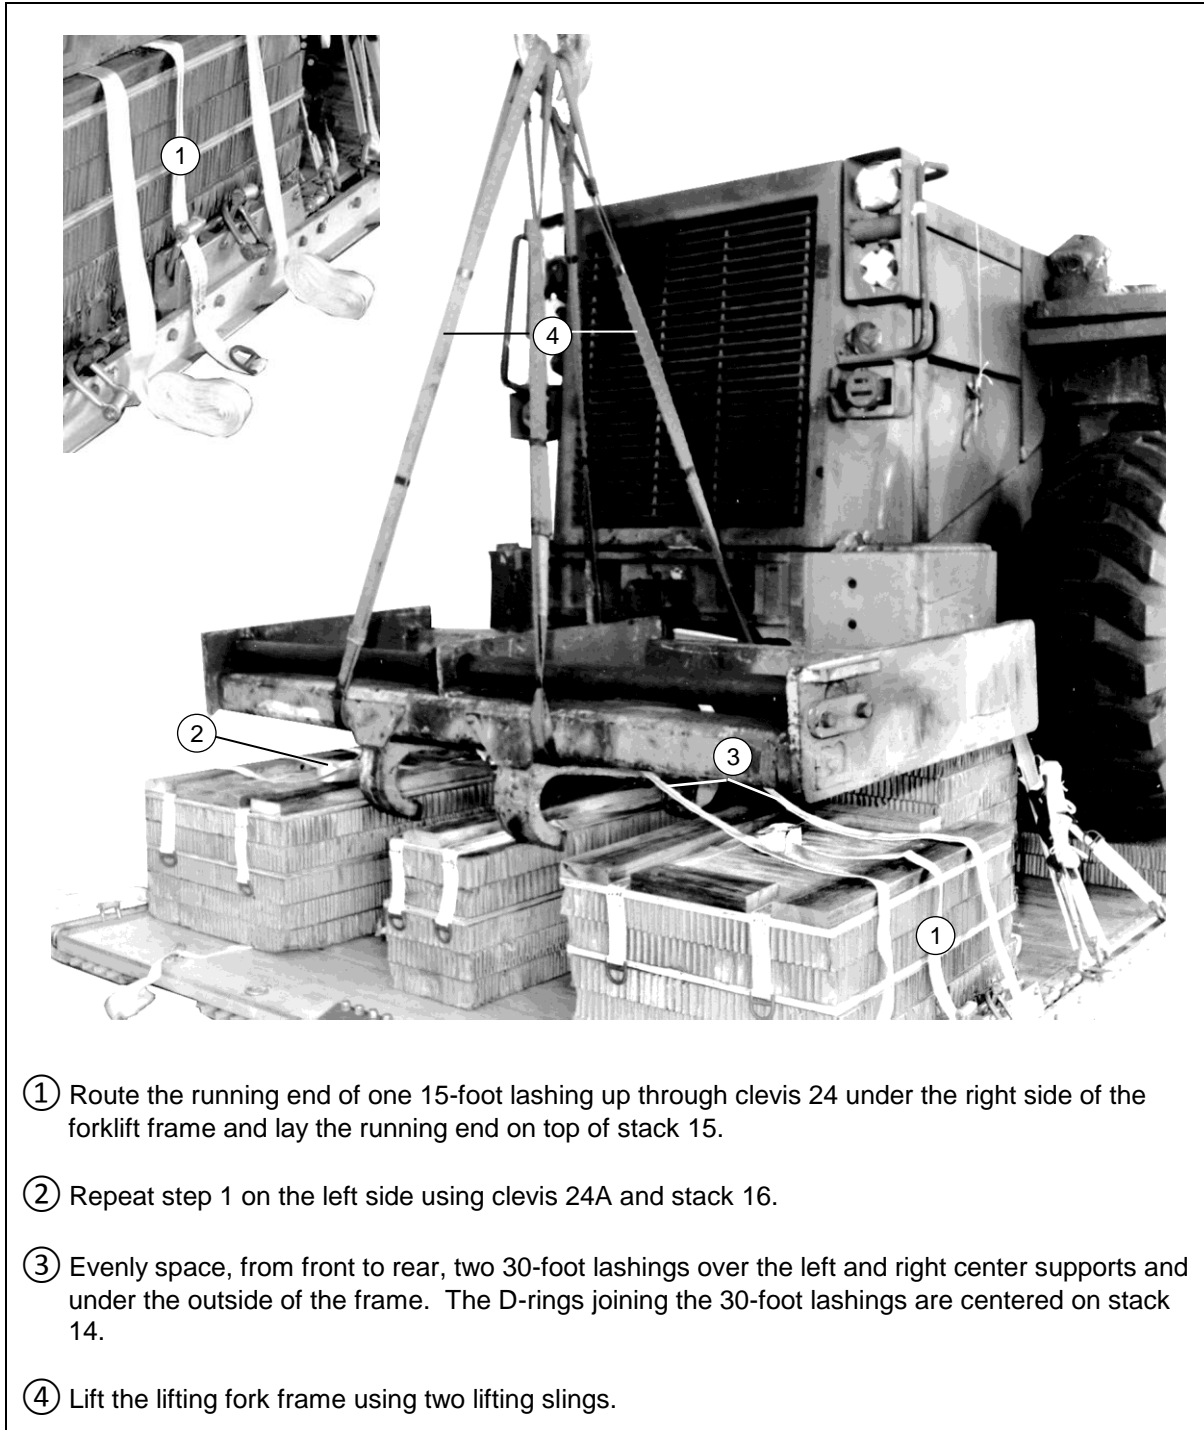 1
4
2
3
1
① Route the running end of one 15-foot lashing up through clevis 24 under the right side of the
forklift frame and lay the running end on top of stack 15.
② Repeat step 1 on the left side using clevis 24A and stack 16.
③ Evenly space, from front to rear, two 30-foot lashings over the left and right center supports and
under the outside of the frame. The D-rings joining the 30-foot lashings are centered on stack
14.
④ Lift the lifting fork frame using two lifting slings.